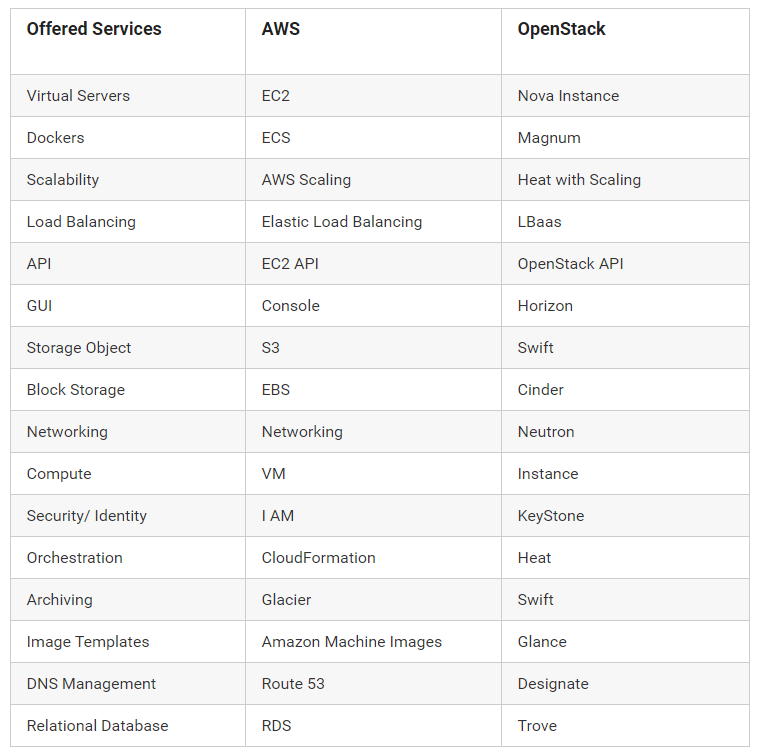 Offered Services AWS OpenStack
Virtual Servers EC2 Nova Instance
Dockers ECS Magnum
Scalability AWS Scaling Heat with Scaling
Load Balancing Elastic Load Balancing LBaas
API EC2 API OpenStack API
GUI Console Horizon
Storage Object S3 Swift
Block Storage EBS Cinder
Networking Networking Neutron
Compute VM Instance
Security/ Identity I AM KeyStone
Orchestration CloudFormation Heat
Archiving Glacier Swift
Image Templates Amazon Machine Images Glance
DNS Management Route 53 Designate
Relational Database RDS Trove